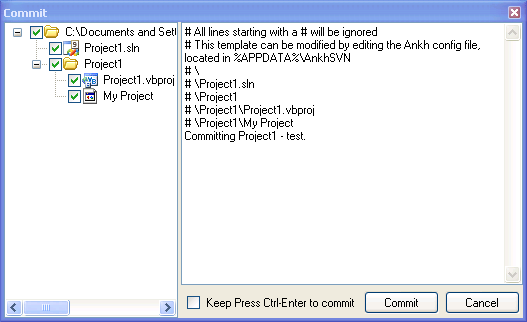 Commit
C:\Documents and Sett
Project1.sln
Project1
Project1.vbproj
My Project
# All lines starting with a # will be ignored
# This template can be modified by editing the Ankh config file,
located in %APPDATA%\AnkhSVN
# \
# \Project1.sln
# \Project1
# \Project1\Project1.vbproj
# \Project1\My Project
Committing Project1 - test.
Keep Press Ctrl-Enter to commit
Commit
Cancel